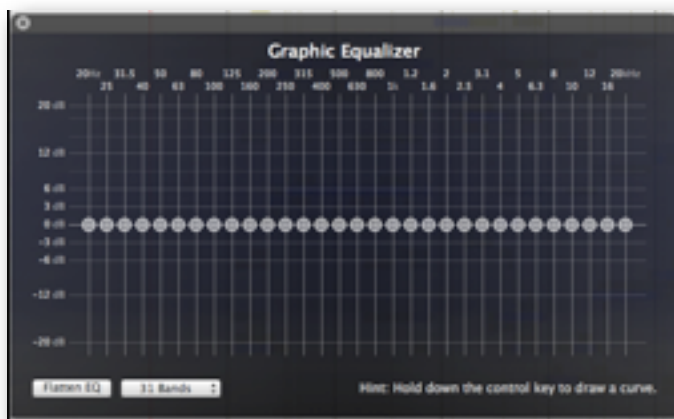 Graphic Equalizer
20Hz 31.5 50 80 125 200 315 500 800 1.2 2 3.1 5 8 12 20kHz
25 40 63 100 160 250 400 630 1k 1.6 2.5 4 6.3 10 16
20 dB
12 dB
6 dB
3 dB
0 dB
-3 dB
-6 dB
-12 dB
-20 dB
Flatten EQ 31 Bands Hint: Hold down the control key to draw a curve.